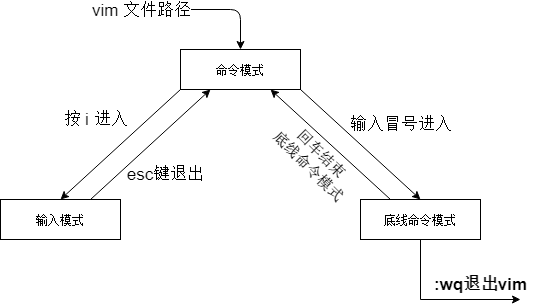 vim 文件路径
命令模式
按 i 进入
输入冒号进入
esc键退出
回车结束
底线命令模式
输入模式
底线命令模式
:wq退出vim